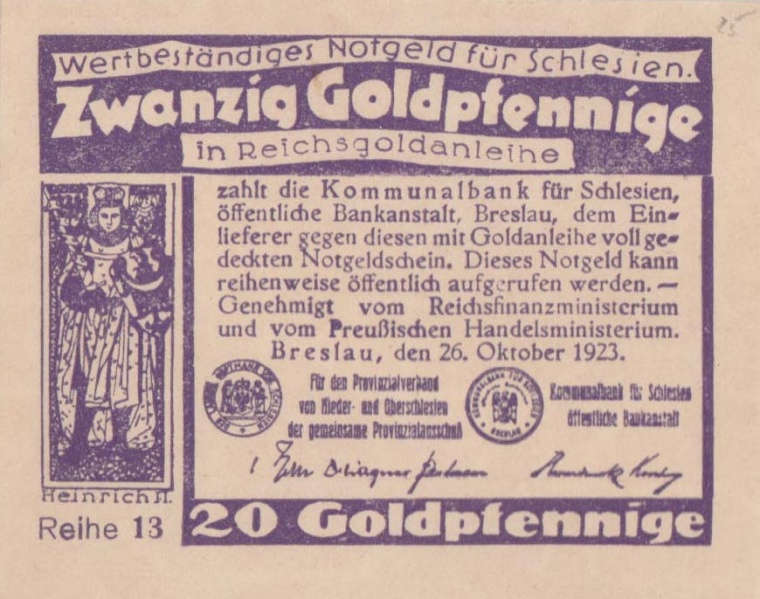 Wertbeständiges Notgeld für Schlesien.
Zwanzig Goldpfennige
in Reichsgoldanleihe
zahlt die Kommunalbank für Schlesien,
öffentliche Bankanstalt, Breslau, dem Ein-
lieferer gegen diesen mit Goldanleihe voll ge-
deckten Notgeldschein. Dieses Notgeld kann
reihenweise öffentlich aufgerufen werden. —
Genehmigt vom Reichsfinanzministerium
und vom Preußischen Handelsministerium.
Breslau, den 26. Oktober 1923.
Für den Provinzialverband
von Nieder- und Oberschlesien
der gemeinsame Provinzialausschuß
Kommunalbank für Schlesien
öffentliche Bankanstalt
Heinrich II.
Reihe 13
20 Goldpfennige
25